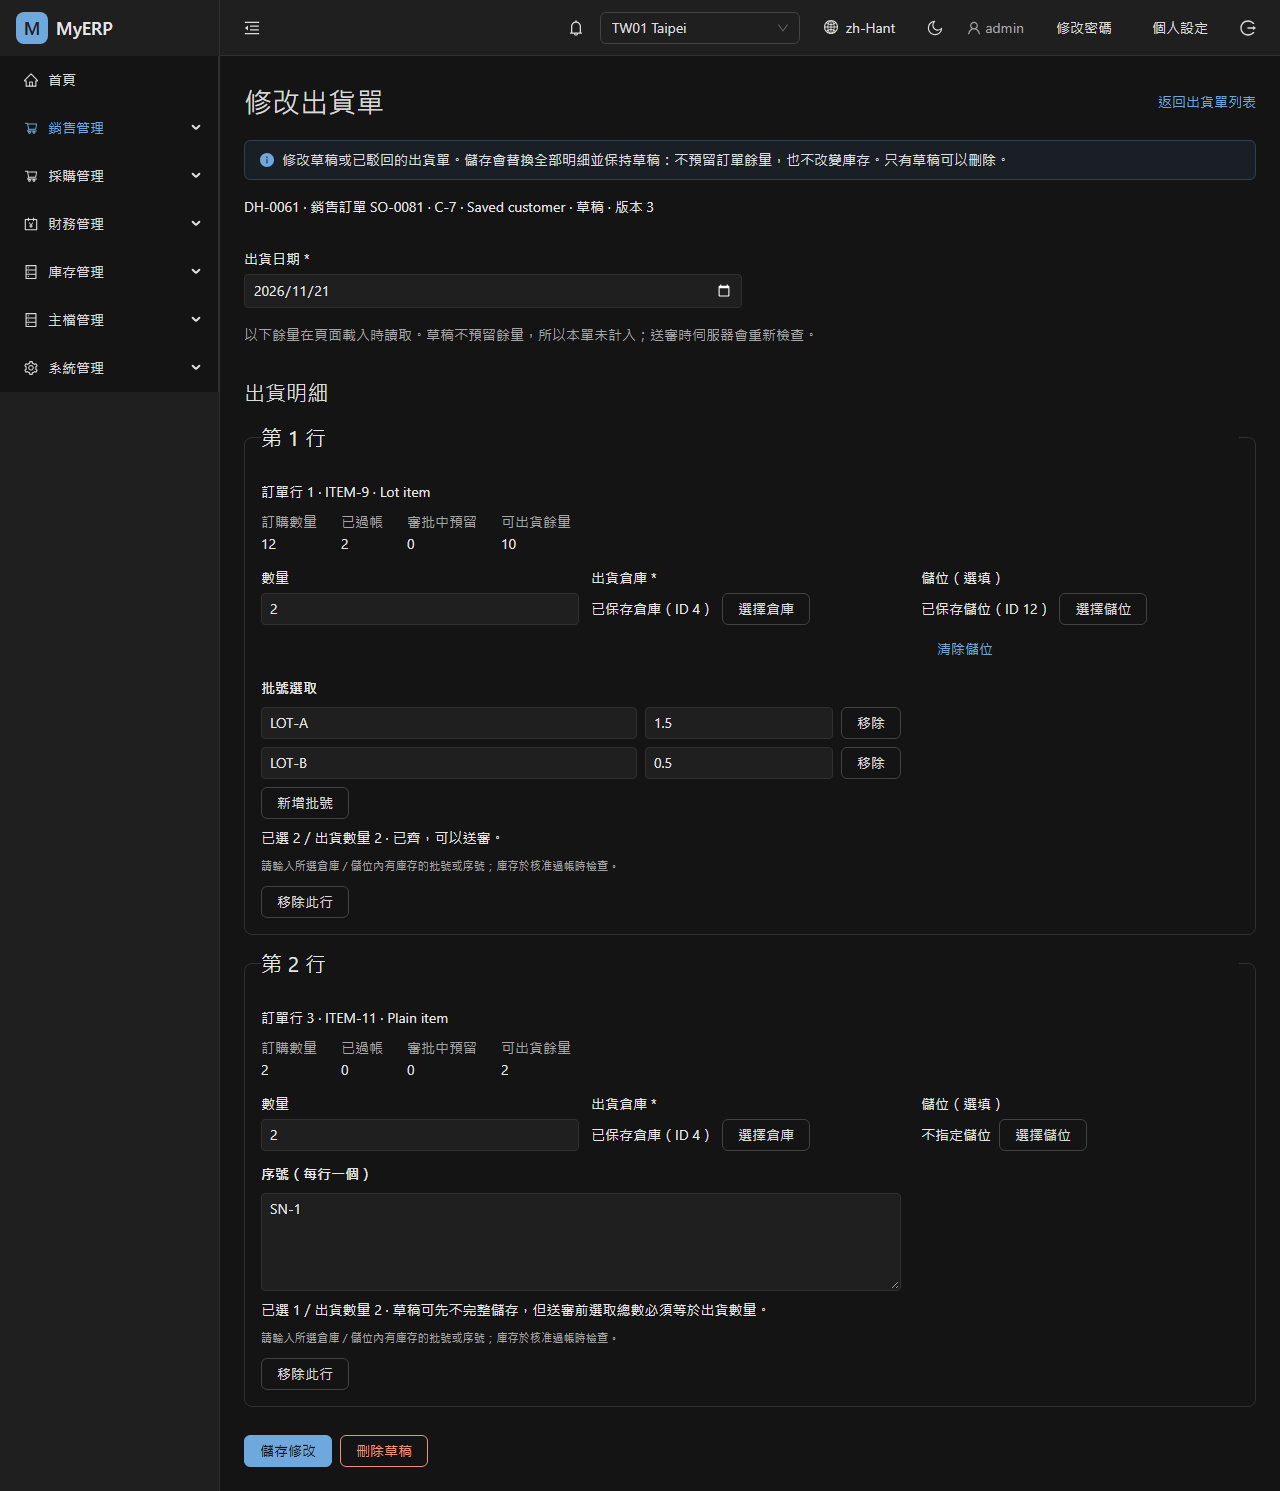 M MyERP
TW01 Taipei
zh-Hant
admin
修改密碼
個人設定
首頁
銷售管理
採購管理
財務管理
庫存管理
主檔管理
系統管理
修改出貨單
返回出貨單列表
修改草稿或已駁回的出貨單。儲存會替換全部明細並保持草稿：不預留訂單餘量，也不改變庫存。只有草稿可以刪除。
DH-0061 · 銷售訂單 SO-0081 · C-7 · Saved customer · 草稿 · 版本 3
出貨日期 *
2026/11/21
以下餘量在頁面載入時讀取。草稿不預留餘量，所以本單未計入；送審時伺服器會重新檢查。
出貨明細
第 1 行
訂單行 1 · ITEM-9 · Lot item
訂購數量 已過帳 審批中預留 可出貨餘量
12 2 0 10
數量 出貨倉庫 * 儲位（選填）
2 已保存倉庫（ID 4） 選擇倉庫 已保存儲位（ID 12） 選擇儲位
清除儲位
批號選取
LOT-A 1.5 移除
LOT-B 0.5 移除
新增批號
已選 2 / 出貨數量 2 · 已齊，可以送審。
請輸入所選倉庫 / 儲位內有庫存的批號或序號；庫存於核准過帳時檢查。
移除此行
第 2 行
訂單行 3 · ITEM-11 · Plain item
訂購數量 已過帳 審批中預留 可出貨餘量
2 0 0 2
數量 出貨倉庫 * 儲位（選填）
2 已保存倉庫（ID 4） 選擇倉庫 不指定儲位 選擇儲位
序號（每行一個）
SN-1
已選 1 / 出貨數量 2 · 草稿可先不完整儲存，但送審前選取總數必須等於出貨數量。
請輸入所選倉庫 / 儲位內有庫存的批號或序號；庫存於核准過帳時檢查。
移除此行
儲存修改 刪除草稿